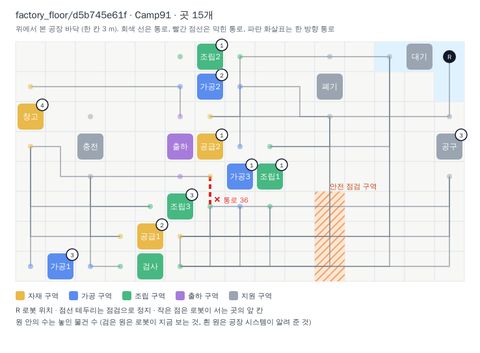 factory_floor/d5b745e61f · Camp91 · 곳 15개
위에서 본 공장 바닥 (한 칸 3 m). 회색 선은 통로, 빨간 점선은 막힌 통로, 파란 화살표는 한 방향 통로
조립2 1
대기
R
가공2 2
폐기
창고 4
충전
출하
공급2 1
공구 3
가공3 1
조립1 1
안전 점검 구역
✕ 통로 36
조립3 3
공급1 2
가공1 3
검사
자재 구역
가공 구역
조립 구역
출하 구역
지원 구역
R 로봇 위치 · 점선 테두리는 점검으로 정지 · 작은 점은 로봇이 서는 곳의 앞 칸
원 안의 수는 놓인 물건 수 (검은 원은 로봇이 지금 보는 것, 흰 원은 공장 시스템이 알려 준 것)